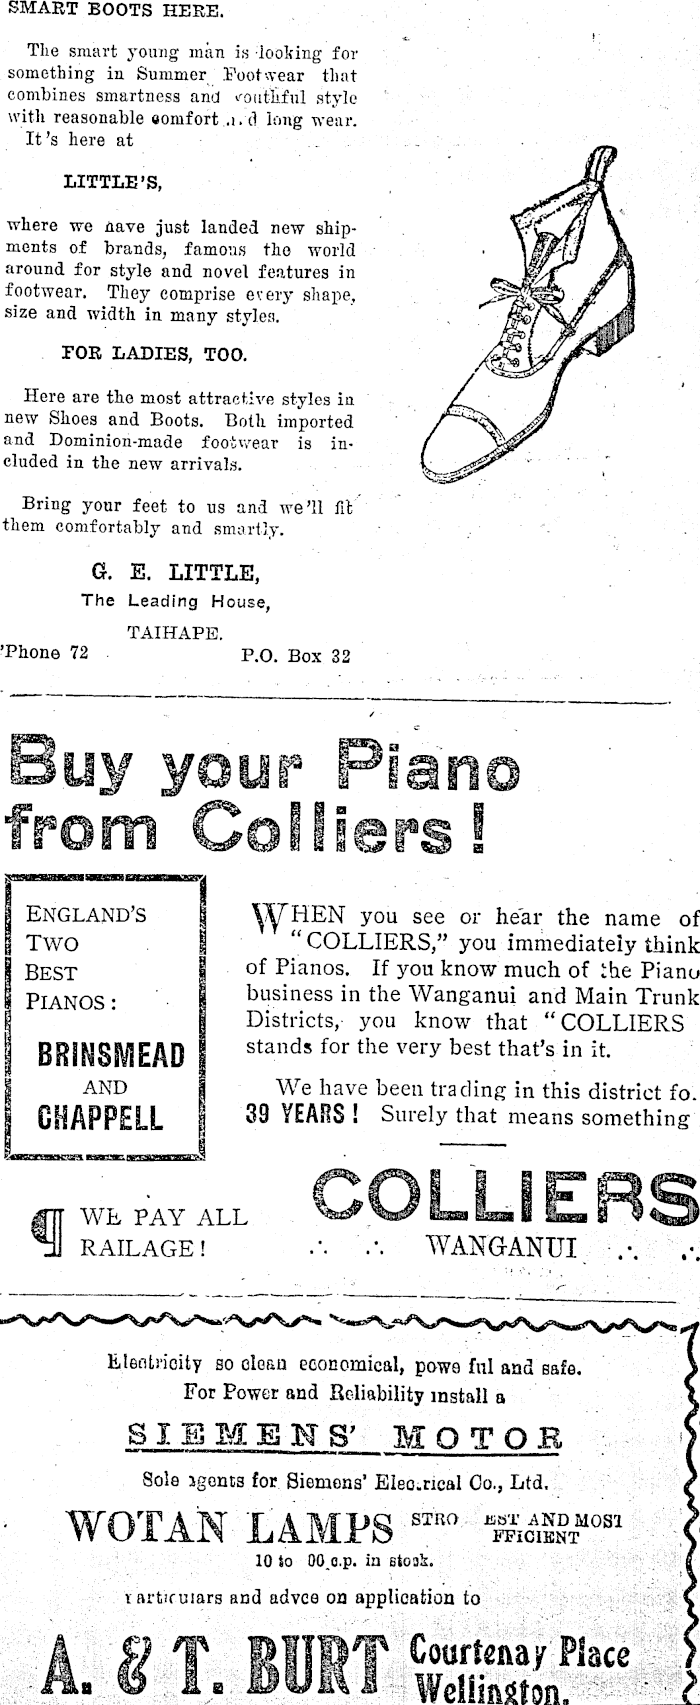 SMART BOOTS HERE.
The smart young man is looking for
something in Summer Footwear that
combines smartness and youthful style
with reasonable comfort and long wear.
It's here at
LITTLE'S,
where we have just landed new ship-
ments of brands, famous the world
around for style and novel features in
footwear. They comprise every shape,
size and width in many styles.
FOR LADIES, TOO.
Here are the most attractive styles in
new Shoes and Boots. Both imported
and Dominion-made footwear is in-
cluded in the new arrivals.
Bring your feet to us and we'll fit
them comfortably and smartly.
G. E. LITTLE,
The Leading House,
TAIHAPE.
'Phone 72 P.O. Box 32
Buy your Piano
from Colliers!
ENGLAND'S
TWO
BEST
PIANOS:
BRINSMEAD
AND
CHAPPELL
WHEN you see or hear the name of
"COLLIERS," you immediately think
of Pianos. If you know much of the Piano
business in the Wanganui and Main Trunk
Districts, you know that "COLLIERS
stands for the very best that's in it.
We have been trading in this district fo.
39 YEARS! Surely that means something
¶ WE PAY ALL
RAILAGE!
COLLIERS
WANGANUI
Electricity so clean economical, powe ful and safe.
For Power and Reliability install a
SIEMENS' MOTOR
Sole agents for Siemens' Elec.rical Co., Ltd.
WOTAN LAMPS STRO EST AND MOST
FFICIENT
10 to 00 c.p. in stock.
Particulars and advce on application to
A. & T. BURT Courtenay Place
Wellington.